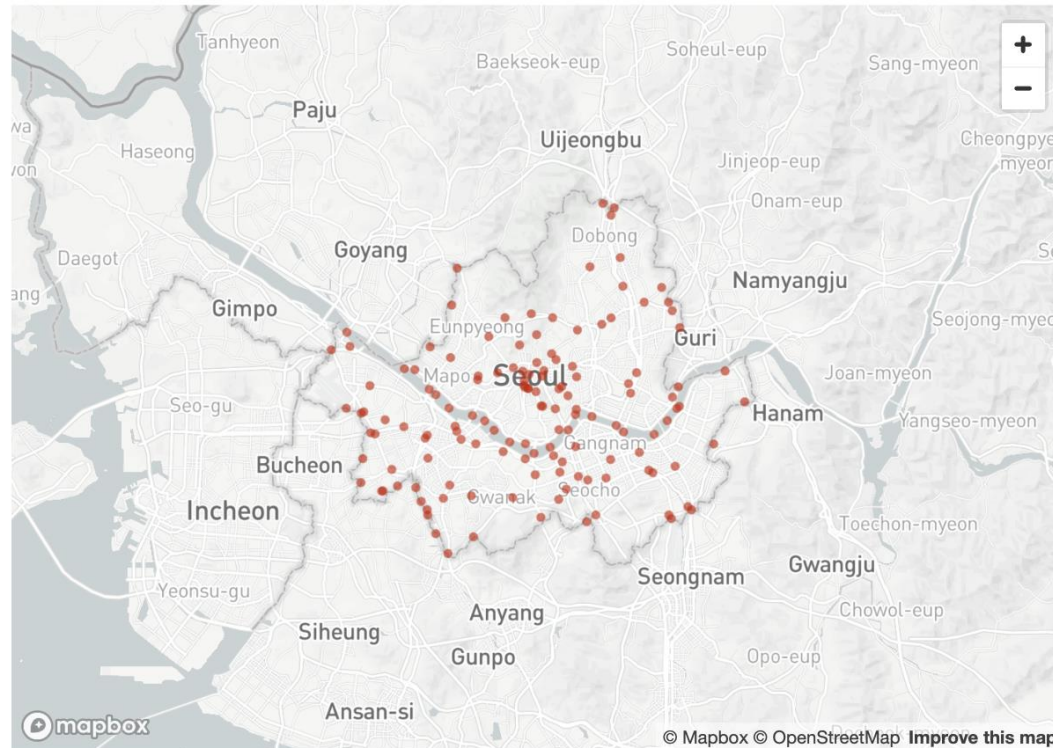 Tanhyeon
Soheul-eup
+
Baekseok-eup
Sang-myeon
−
Paju
wa
Uijeongbu
Cheongpye
myeon
Haseong
Jinjeop-eup
yon
Onam-eup
Dobong
Goyang
Daegot
Namyangju
ang
Gimpo
Eunpyeong
Sejong-myeo
Guri
Mapo
Seoul
Joan-myeon
Seo-gu
Hanam
Yangseo-myeon
Gangnam
Bucheon
Gwanak
Seocho
Incheon
Toechon-myeon
Gwangju
Seongnam
Yeonsu-gu
Chowol-eup
Anyang
Siheung
Gunpo
Opo-eup
Ansan-si
mapbox
© Mapbox © OpenStreetMap Improve this map